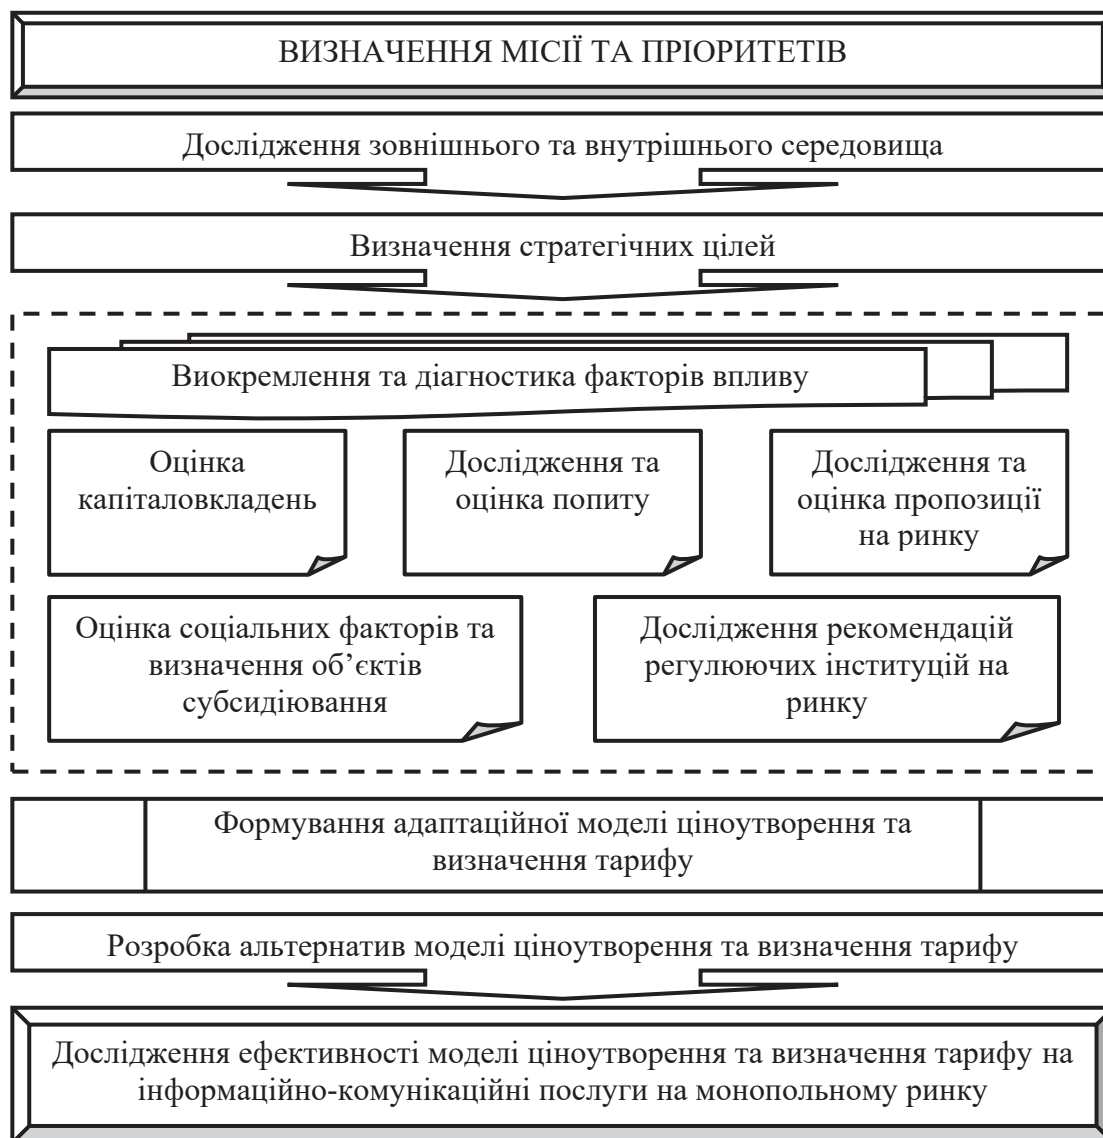 ВИЗНАЧЕННЯ МІСІЇ ТА ПРІОРИТЕТІВ
Дослідження зовнішнього та внутрішнього середовища
Визначення стратегічних цілей
Виокремлення та діагностика факторів впливу
Оцінка
капіталовкладень
Дослідження та
оцінка попиту
Дослідження та
оцінка пропозиції
на ринку
Оцінка соціальних факторів та
визначення об’єктів
субсидіювання
Дослідження рекомендацій
регулюючих інституцій на
ринку
Формування адаптаційної моделі ціноутворення та
визначення тарифу
Розробка альтернатив моделі ціноутворення та визначення тарифу
Дослідження ефективності моделі ціноутворення та визначення тарифу на
інформаційно-комунікаційні послуги на монопольному ринку